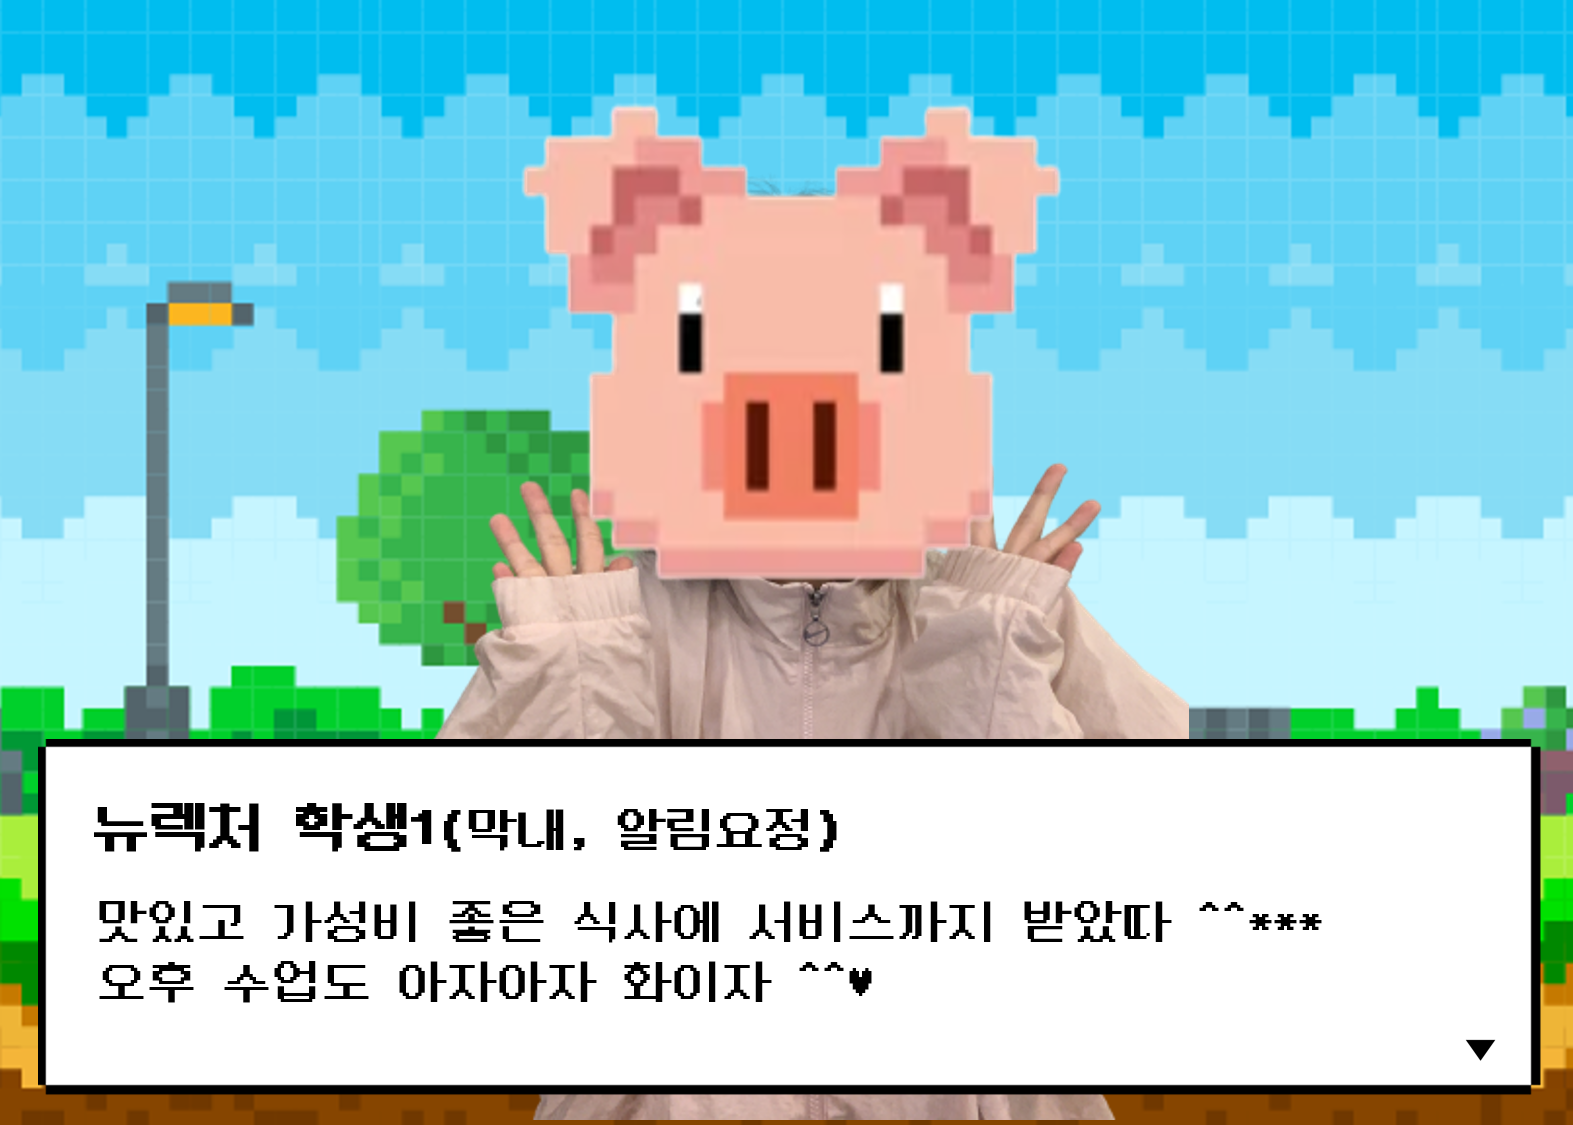 뉴렉처 학생1(막내, 알림요정)
맛있고 가성비 좋은 식사에 서비스까지 받았따 ^^***
오후 수업도 아자아자 화이자 ^^♥